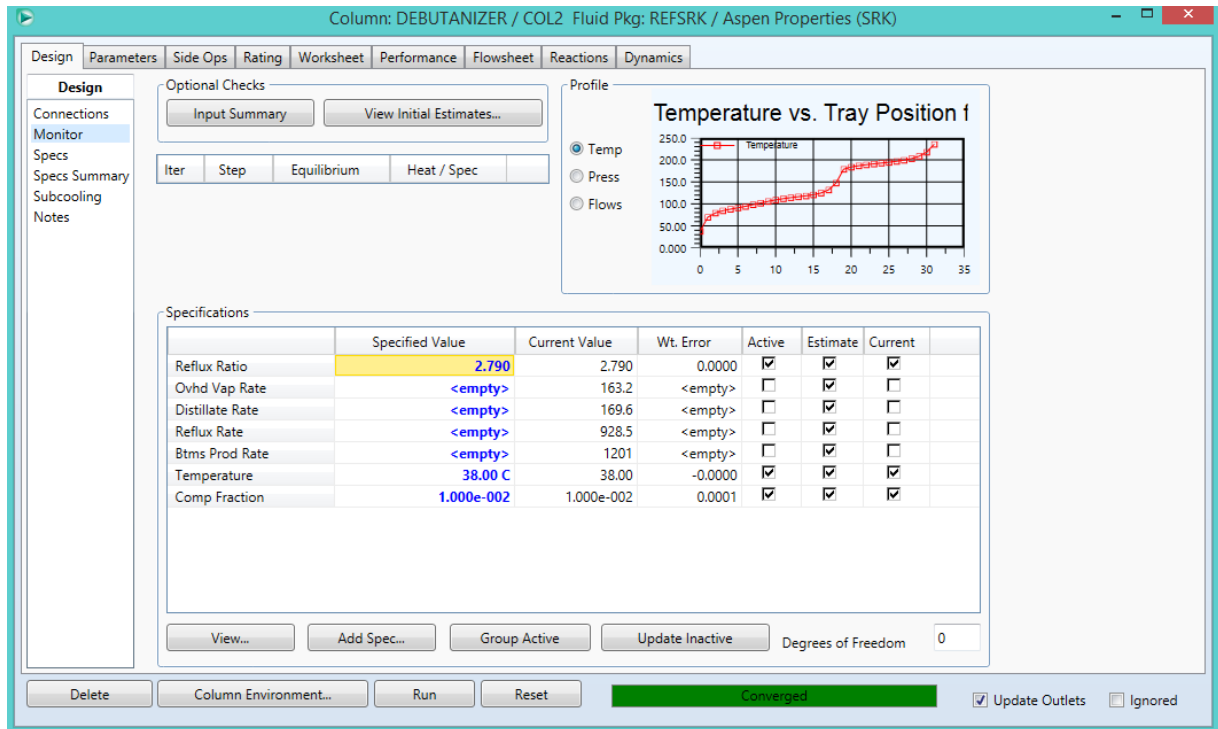 Column: DEBUTANIZER / COL2 Fluid Pkg: REFSRK / Aspen Properties (SRK)
Design Parameters Side Ops Rating Worksheet Performance Flowsheet Reactions Dynamics
Design
Connections
Monitor
Specs
Specs Summary
Subcooling
Notes
Optional Checks
Input Summary View Initial Estimates...
Iter Step Equilibrium Heat / Spec
Profile
Temp
Press
Flows
Temperature vs. Tray Position f
Temperature
250.0
200.0
150.0
100.0
50.00
0.000
0 5 10 15 20 25 30 35
Specifications
Specified Value Current Value Wt. Error Active Estimate Current
Reflux Ratio 2.790 2.790 0.0000
Ovhd Vap Rate <empty> 163.2 <empty>
Distillate Rate <empty> 169.6 <empty>
Reflux Rate <empty> 928.5 <empty>
Btms Prod Rate <empty> 1201 <empty>
Temperature 38.00 C 38.00 -0.0000
Comp Fraction 1.000e-002 1.000e-002 0.0001
View... Add Spec... Group Active Update Inactive Degrees of Freedom 0
Delete Column Environment... Run Reset Converged Update Outlets Ignored